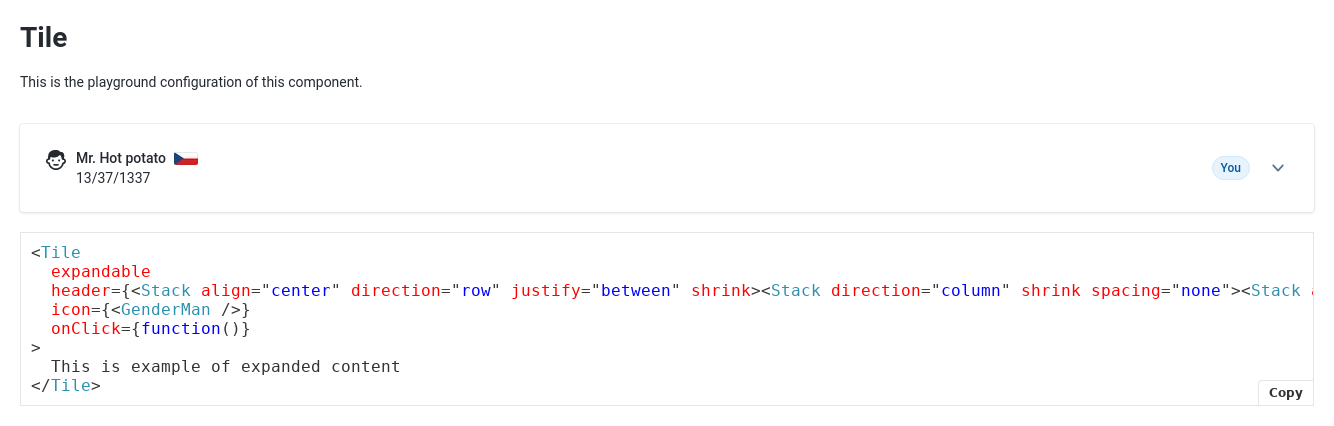 Tile
This is the playground configuration of this component.
Mr. Hot potato
13/37/1337
You
<Tile
  expandable
  header={<Stack align="center" direction="row" justify="between" shrink><Stack direction="column" shrink spacing="none"><Stack
  icon={<GenderMan />}
  onClick={function()}
>
  This is example of expanded content
</Tile>
Copy